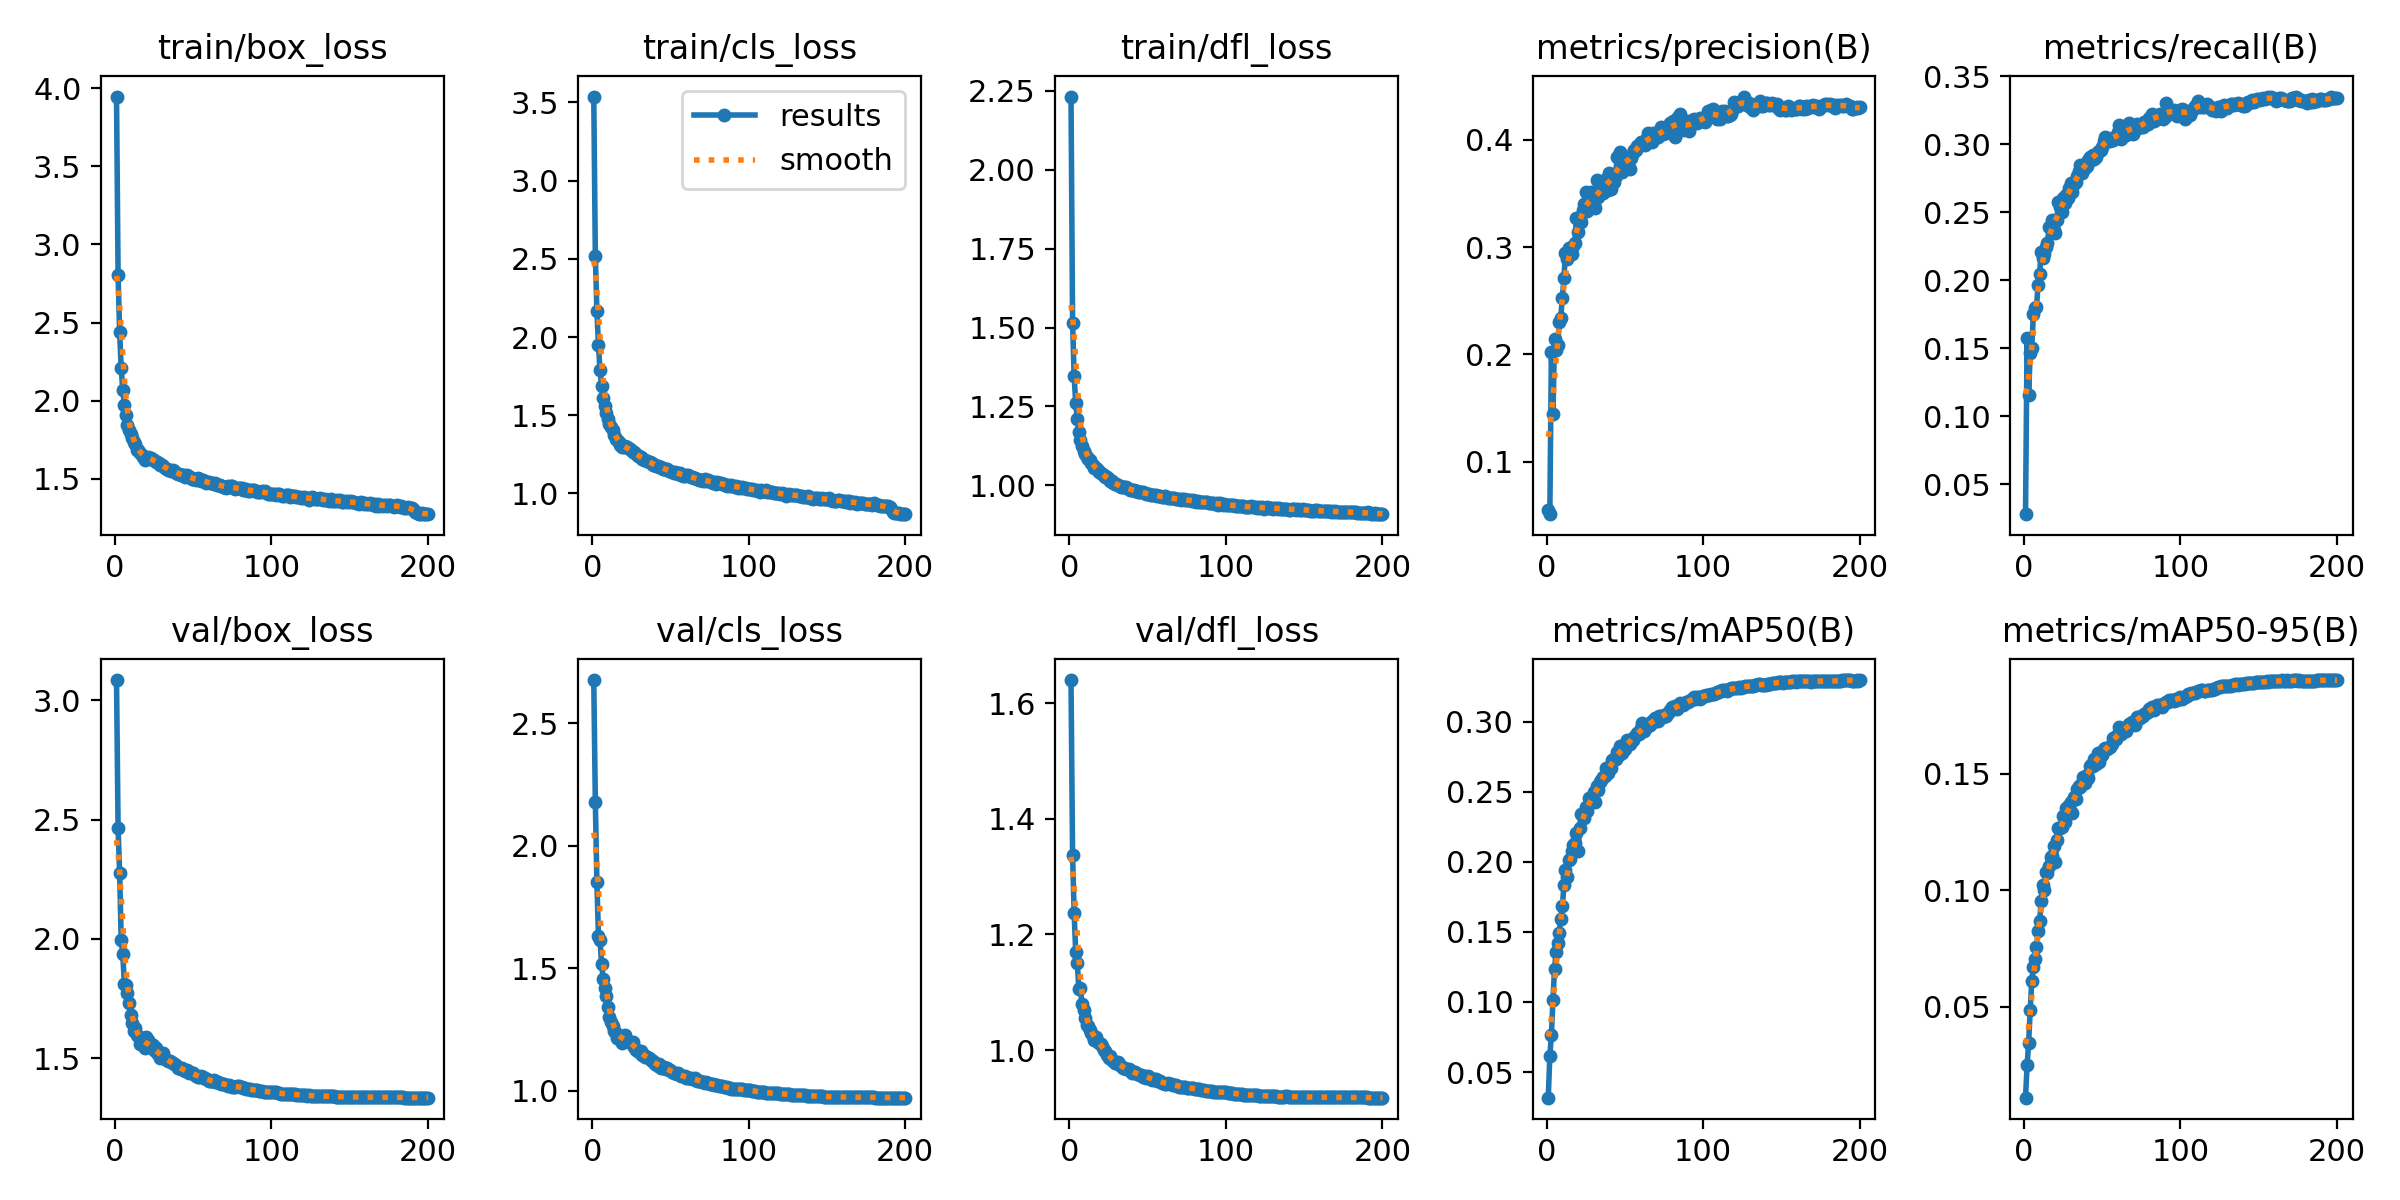 train/box_loss
4.0
3.5
3.0
2.5
2.0
1.5
0 100 200
train/cls_loss
results
smooth
3.5
3.0
2.5
2.0
1.5
1.0
0 100 200
train/dfl_loss
2.25
2.00
1.75
1.50
1.25
1.00
0 100 200
metrics/precision(B)
0.4
0.3
0.2
0.1
0 100 200
metrics/recall(B)
0.35
0.30
0.25
0.20
0.15
0.10
0.05
0 100 200
val/box_loss
3.0
2.5
2.0
1.5
0 100 200
val/cls_loss
2.5
2.0
1.5
1.0
0 100 200
val/dfl_loss
1.6
1.4
1.2
1.0
0 100 200
metrics/mAP50(B)
0.30
0.25
0.20
0.15
0.10
0.05
0 100 200
metrics/mAP50-95(B)
0.15
0.10
0.05
0 100 200